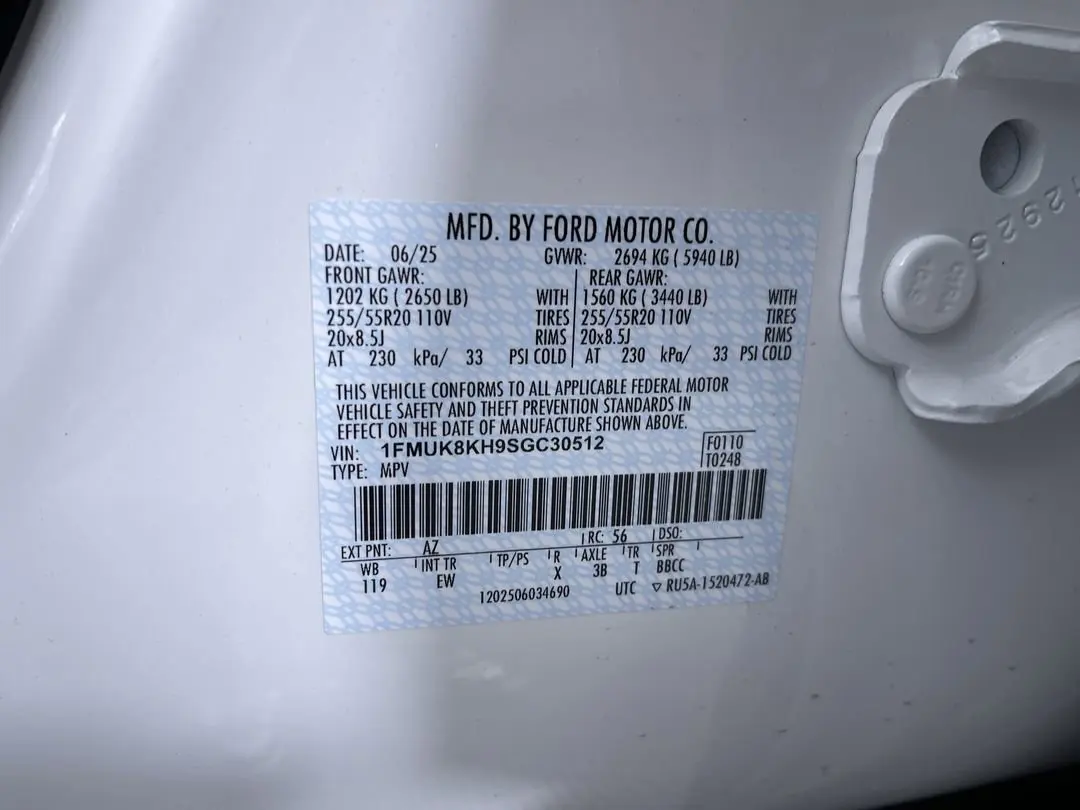 MFD. BY FORD MOTOR CO.
DATE: 06/25 GVWR: 2694 KG ( 5940 LB)
FRONT GAWR: REAR GAWR:
1202 KG ( 2650 LB) WITH 1560 KG ( 3440 LB) WITH
255/55R20 110V TIRES 255/55R20 110V TIRES
20x8.5J RIMS 20x8.5J RIMS
AT 230 kPa/ 33 PSI COLD AT 230 kPa/ 33 PSI COLD
THIS VEHICLE CONFORMS TO ALL APPLICABLE FEDERAL MOTOR
VEHICLE SAFETY AND THEFT PREVENTION STANDARDS IN
EFFECT ON THE DATE OF MANUFACTURE SHOWN ABOVE.
VIN: 1FMUK8KH9SGC30512 F0110
TYPE: MPV T0248
EXT PNT: AZ RC: 56 DSO:
WB INT TR TP/PS R AXLE TR SPR
119 EW X 3B T BBCC
1202506034690 UTC ▽ RU5A-1520472-AB